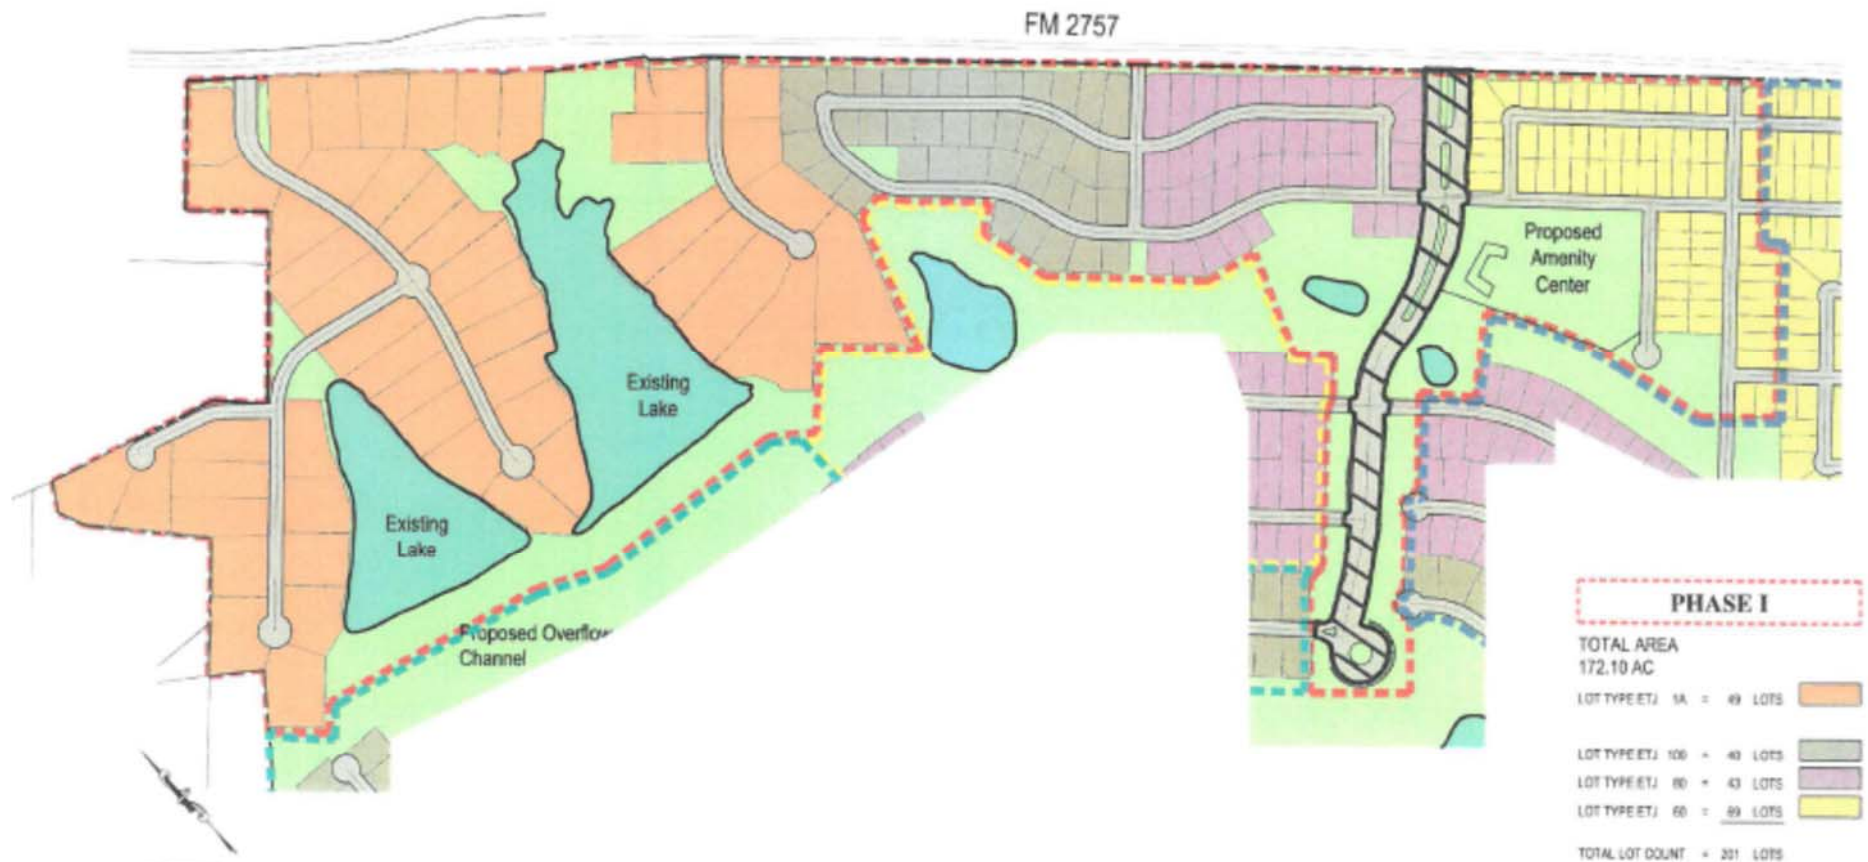 FM 2757
Proposed
Amenity
Center
Existing
Lake
Existing
Lake
Proposed Overflow
Channel
PHASE I
TOTAL AREA
172.10 AC
LOT TYPE:ETJ 1A = 49 LOTS
LOT TYPE:ETJ 100 = 40 LOTS
LOT TYPE:ETJ 80 = 43 LOTS
LOT TYPE:ETJ 60 = 69 LOTS
TOTAL LOT COUNT = 201 LOTS